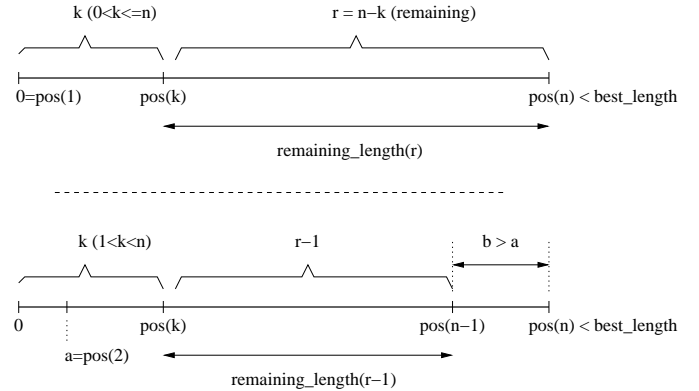 k (0<k<=n)
r = n−k (remaining)
0=pos(1)
pos(k)
pos(n) < best_length
remaining_length(r)
k (1<k<n)
r−1
b > a
0
pos(k)
pos(n−1)
pos(n) < best_length
a=pos(2)
remaining_length(r−1)